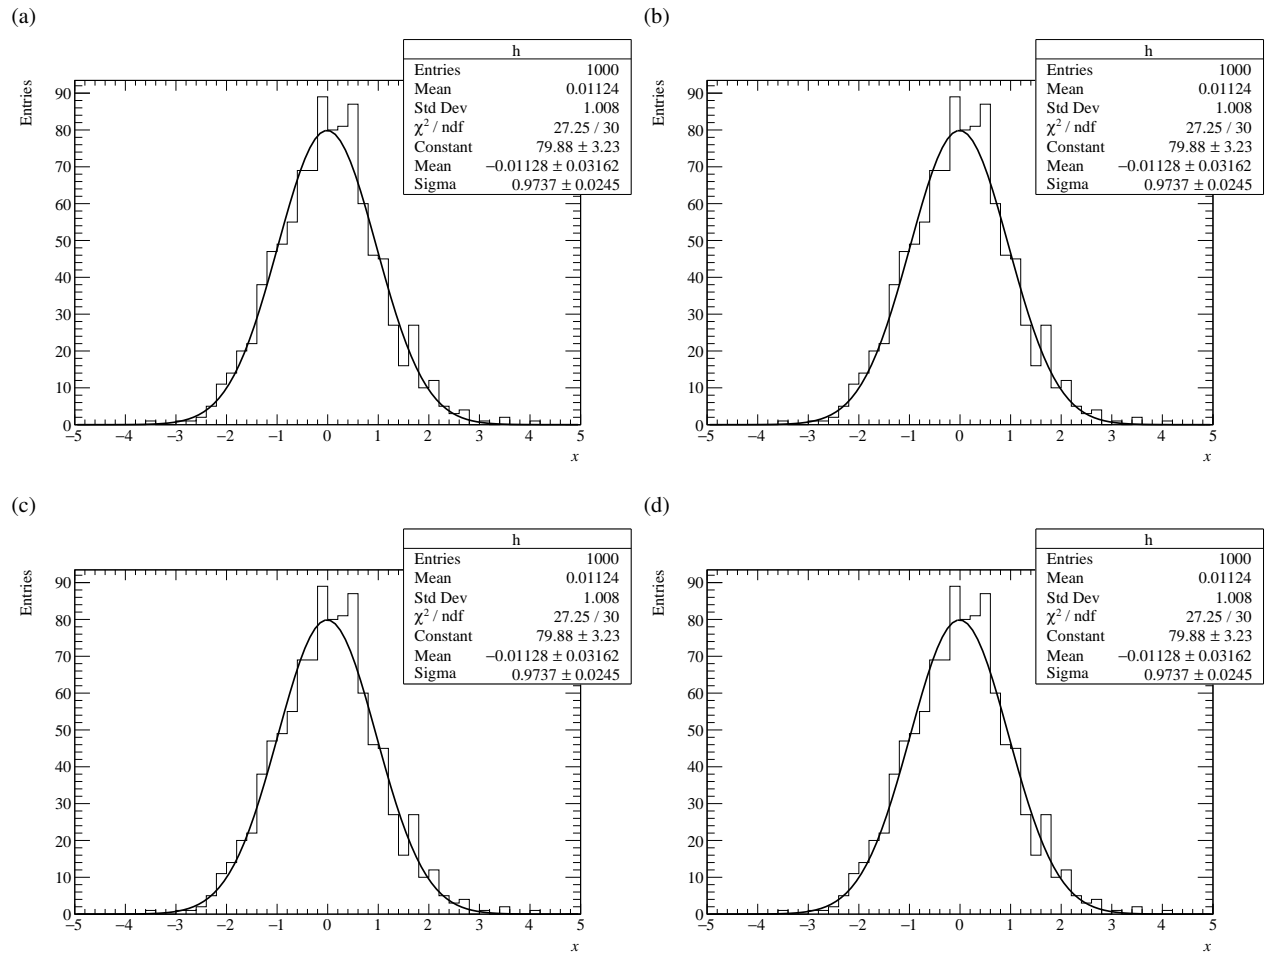 (a)
h
Entries 1000
Mean 0.01124
Std Dev 1.008
χ² / ndf 27.25 / 30
Constant 79.88 ± 3.23
Mean −0.01128 ± 0.03162
Sigma 0.9737 ± 0.0245
Entries
90
80
70
60
50
40
30
20
10
0
−5 −4 −3 −2 −1 0 1 2 3 4 5
x
(b)
h
Entries 1000
Mean 0.01124
Std Dev 1.008
χ² / ndf 27.25 / 30
Constant 79.88 ± 3.23
Mean −0.01128 ± 0.03162
Sigma 0.9737 ± 0.0245
Entries
90
80
70
60
50
40
30
20
10
0
−5 −4 −3 −2 −1 0 1 2 3 4 5
x
(c)
h
Entries 1000
Mean 0.01124
Std Dev 1.008
χ² / ndf 27.25 / 30
Constant 79.88 ± 3.23
Mean −0.01128 ± 0.03162
Sigma 0.9737 ± 0.0245
Entries
90
80
70
60
50
40
30
20
10
0
−5 −4 −3 −2 −1 0 1 2 3 4 5
x
(d)
h
Entries 1000
Mean 0.01124
Std Dev 1.008
χ² / ndf 27.25 / 30
Constant 79.88 ± 3.23
Mean −0.01128 ± 0.03162
Sigma 0.9737 ± 0.0245
Entries
90
80
70
60
50
40
30
20
10
0
−5 −4 −3 −2 −1 0 1 2 3 4 5
x